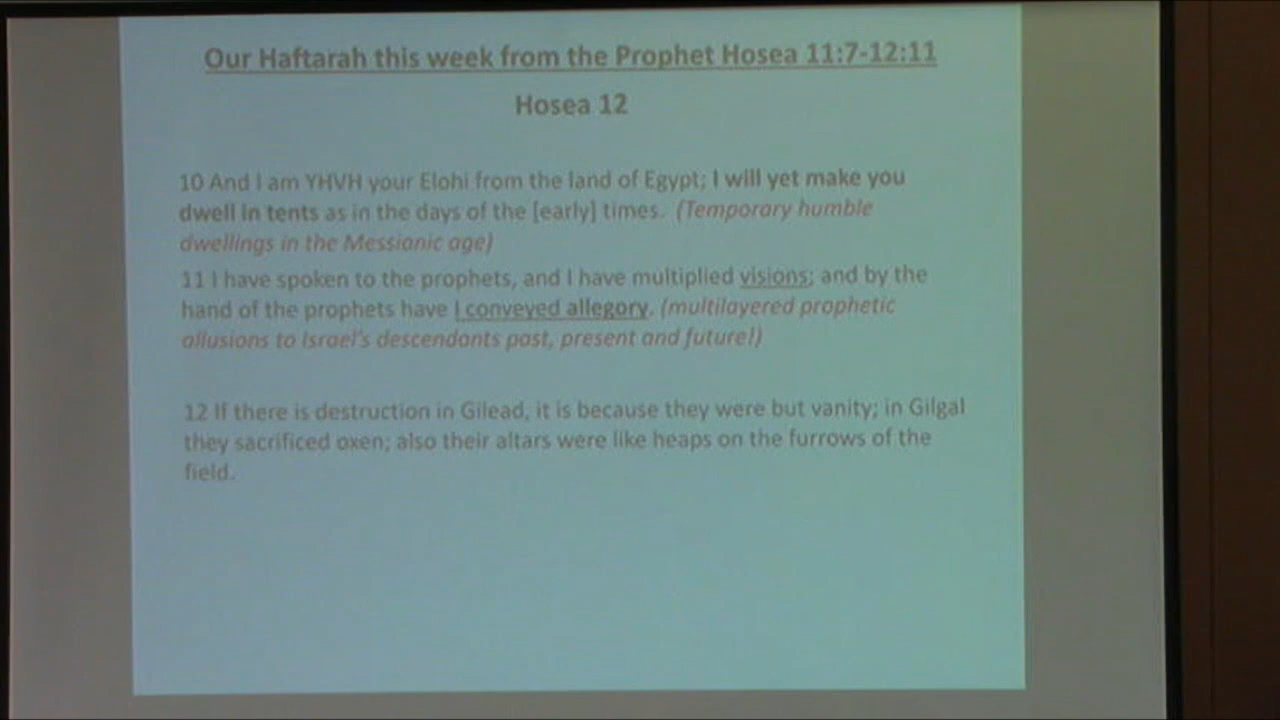 Our Haftarah this week from the Prophet Hosea 11:7-12:11
Hosea 12
10 And I am YHVH your Elohi from the land of Egypt; I will yet make you
dwell in tents as in the days of the [early] times. (Temporary humble
dwellings in the Messianic age)
11 I have spoken to the prophets, and I have multiplied visions; and by the
hand of the prophets have I conveyed allegory. (multilayered prophetic
allusions to Israel's descendants past, present and future!)
12 If there is destruction in Gilead, it is because they were but vanity; in Gilgal
they sacrificed oxen; also their altars were like heaps on the furrows of the
field.